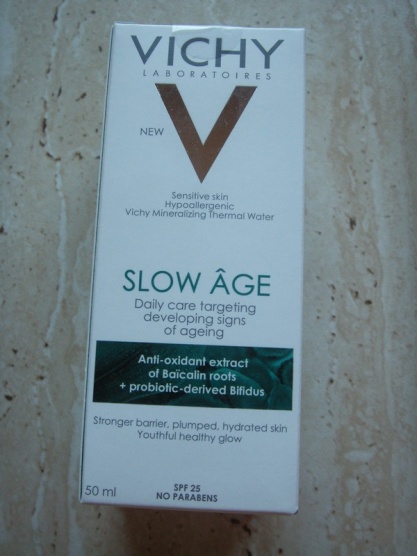 VICHY
LABORATOIRES
V
NEW
Sensitive skin
Hypoallergenic
Vichy Mineralizing Thermal Water
SLOW ÂGE
Daily care targeting
developing signs
of ageing
Anti-oxidant extract
of Baïcalin roots
+ probiotic-derived Bifidus
Stronger barrier, plumped, hydrated skin
Youthful healthy glow
50 ml
SPF 25
NO PARABENS